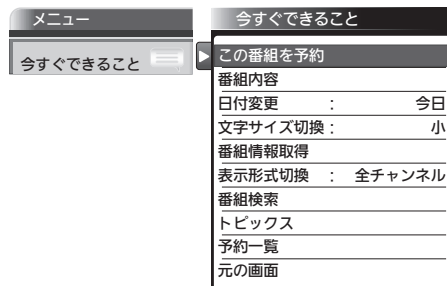 メニュー
今すぐできること
今すぐできること
この番組を予約
番組内容
日付変更 : 今日
文字サイズ切換 : 小
番組情報取得
表示形式切換 : 全チャンネル
番組検索
トピックス
予約一覧
元の画面